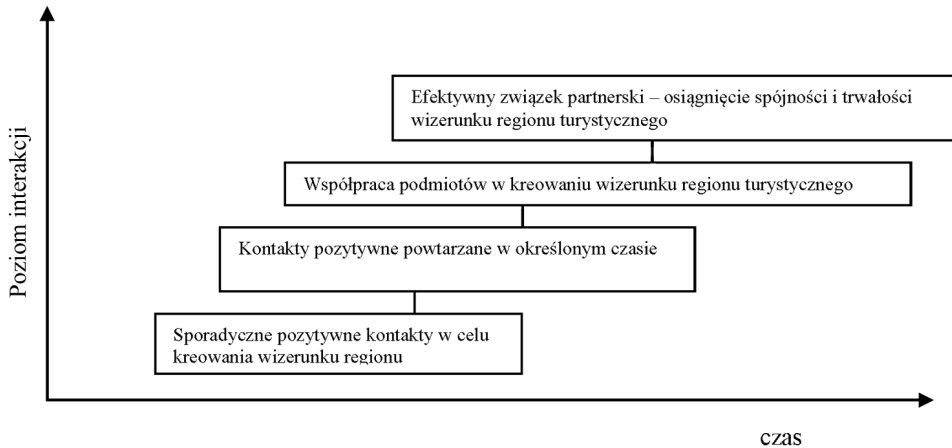 Poziom interakcji
Efektywny związek partnerski – osiągnięcie spójności i trwałości
wizerunku regionu turystycznego
Współpraca podmiotów w kreowaniu wizerunku regionu turystycznego
Kontakty pozytywne powtarzane w określonym czasie
Sporadyczne pozytywne kontakty w celu
kreowania wizerunku regionu
czas